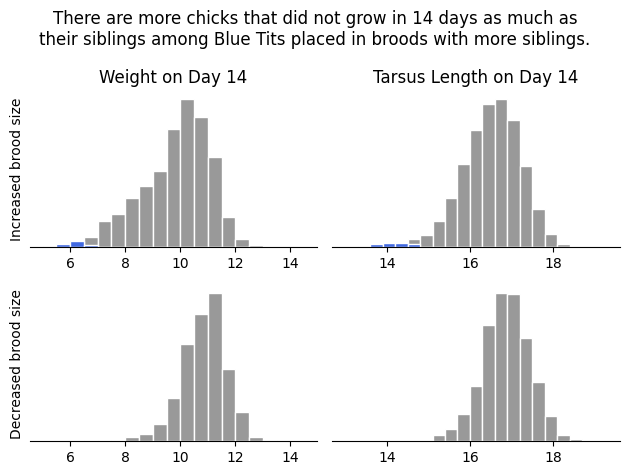 There are more chicks that did not grow in 14 days as much as
their siblings among Blue Tits placed in broods with more siblings.
Weight on Day 14
Tarsus Length on Day 14
Increased brood size
6 8 10 12 14
14 16 18
Decreased brood size
6 8 10 12 14
14 16 18